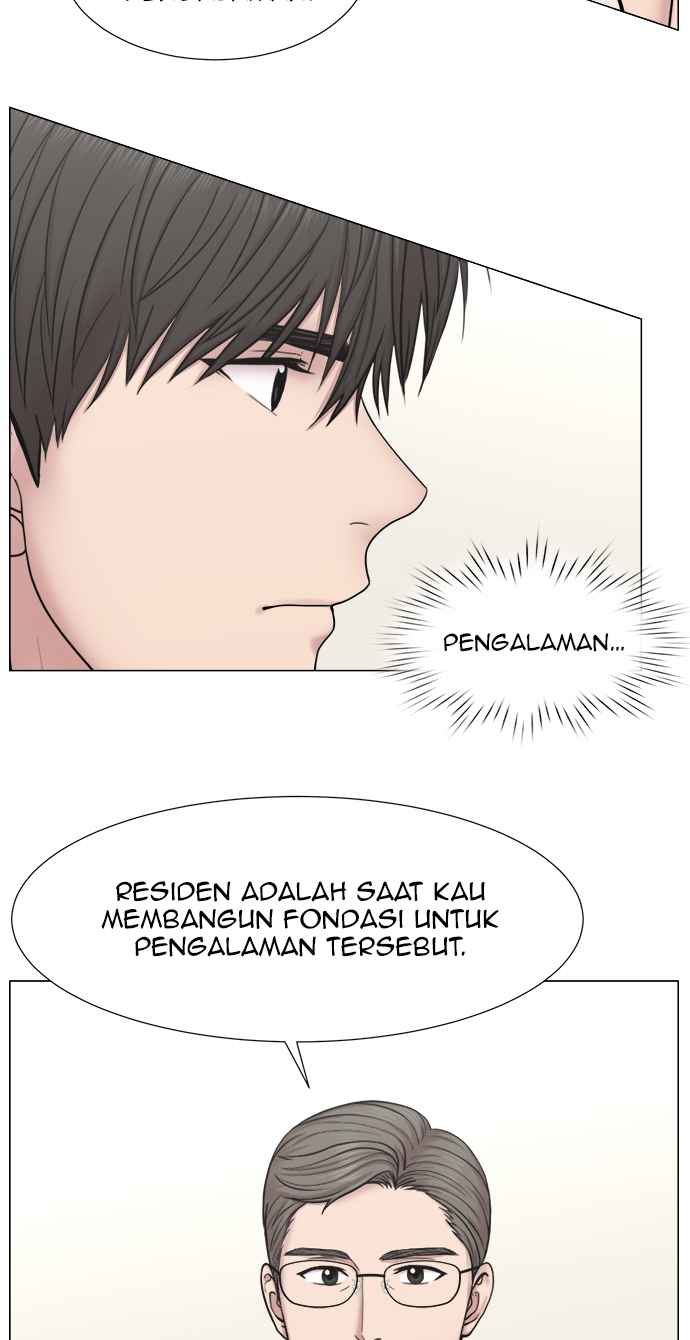 PENGALAMAN...
RESIDEN ADALAH SAAT KAU
MEMBANGUN FONDASI UNTUK
PENGALAMAN TERSEBUT.